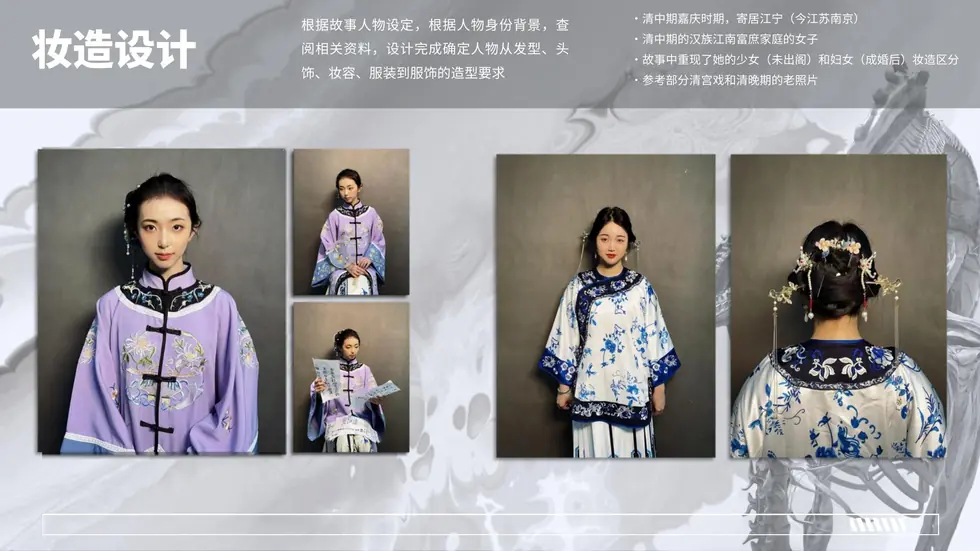 妆造设计
根据故事人物设定，根据人物身份背景，查
阅相关资料，设计完成确定人物从发型、头
饰、妆容、服装到服饰的造型要求
· 清中期嘉庆时期，寄居江宁（今江苏南京）
· 清中期的汉族江南富庶家庭的女子
· 故事中重现了她的少女（未出阁）和妇女（成婚后）妆造区分
· 参考部分清宫戏和清晚期的老照片